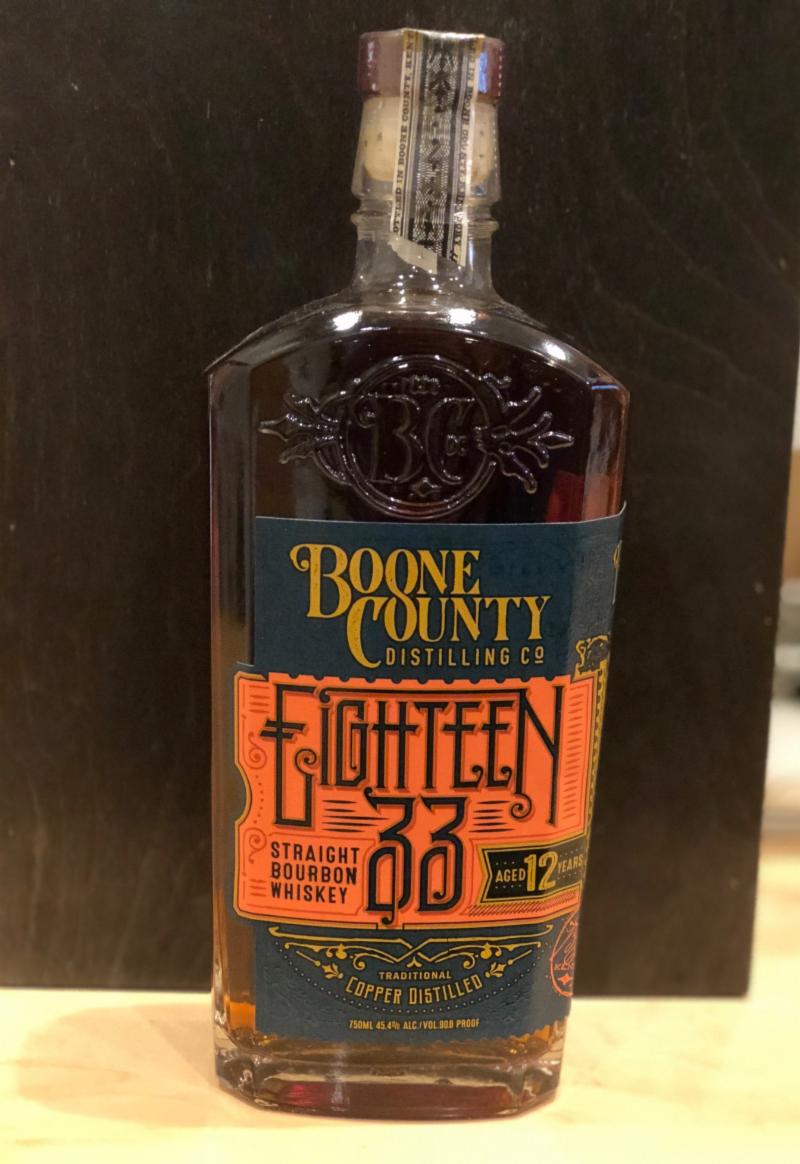 BC
BOONE
COUNTY
DISTILLING CO
EIGHTEEN
33
STRAIGHT
BOURBON
WHISKEY
AGED 12 YEARS
TRADITIONAL
COPPER DISTILLED
750ML 45.4% ALC./VOL. 90.8 PROOF